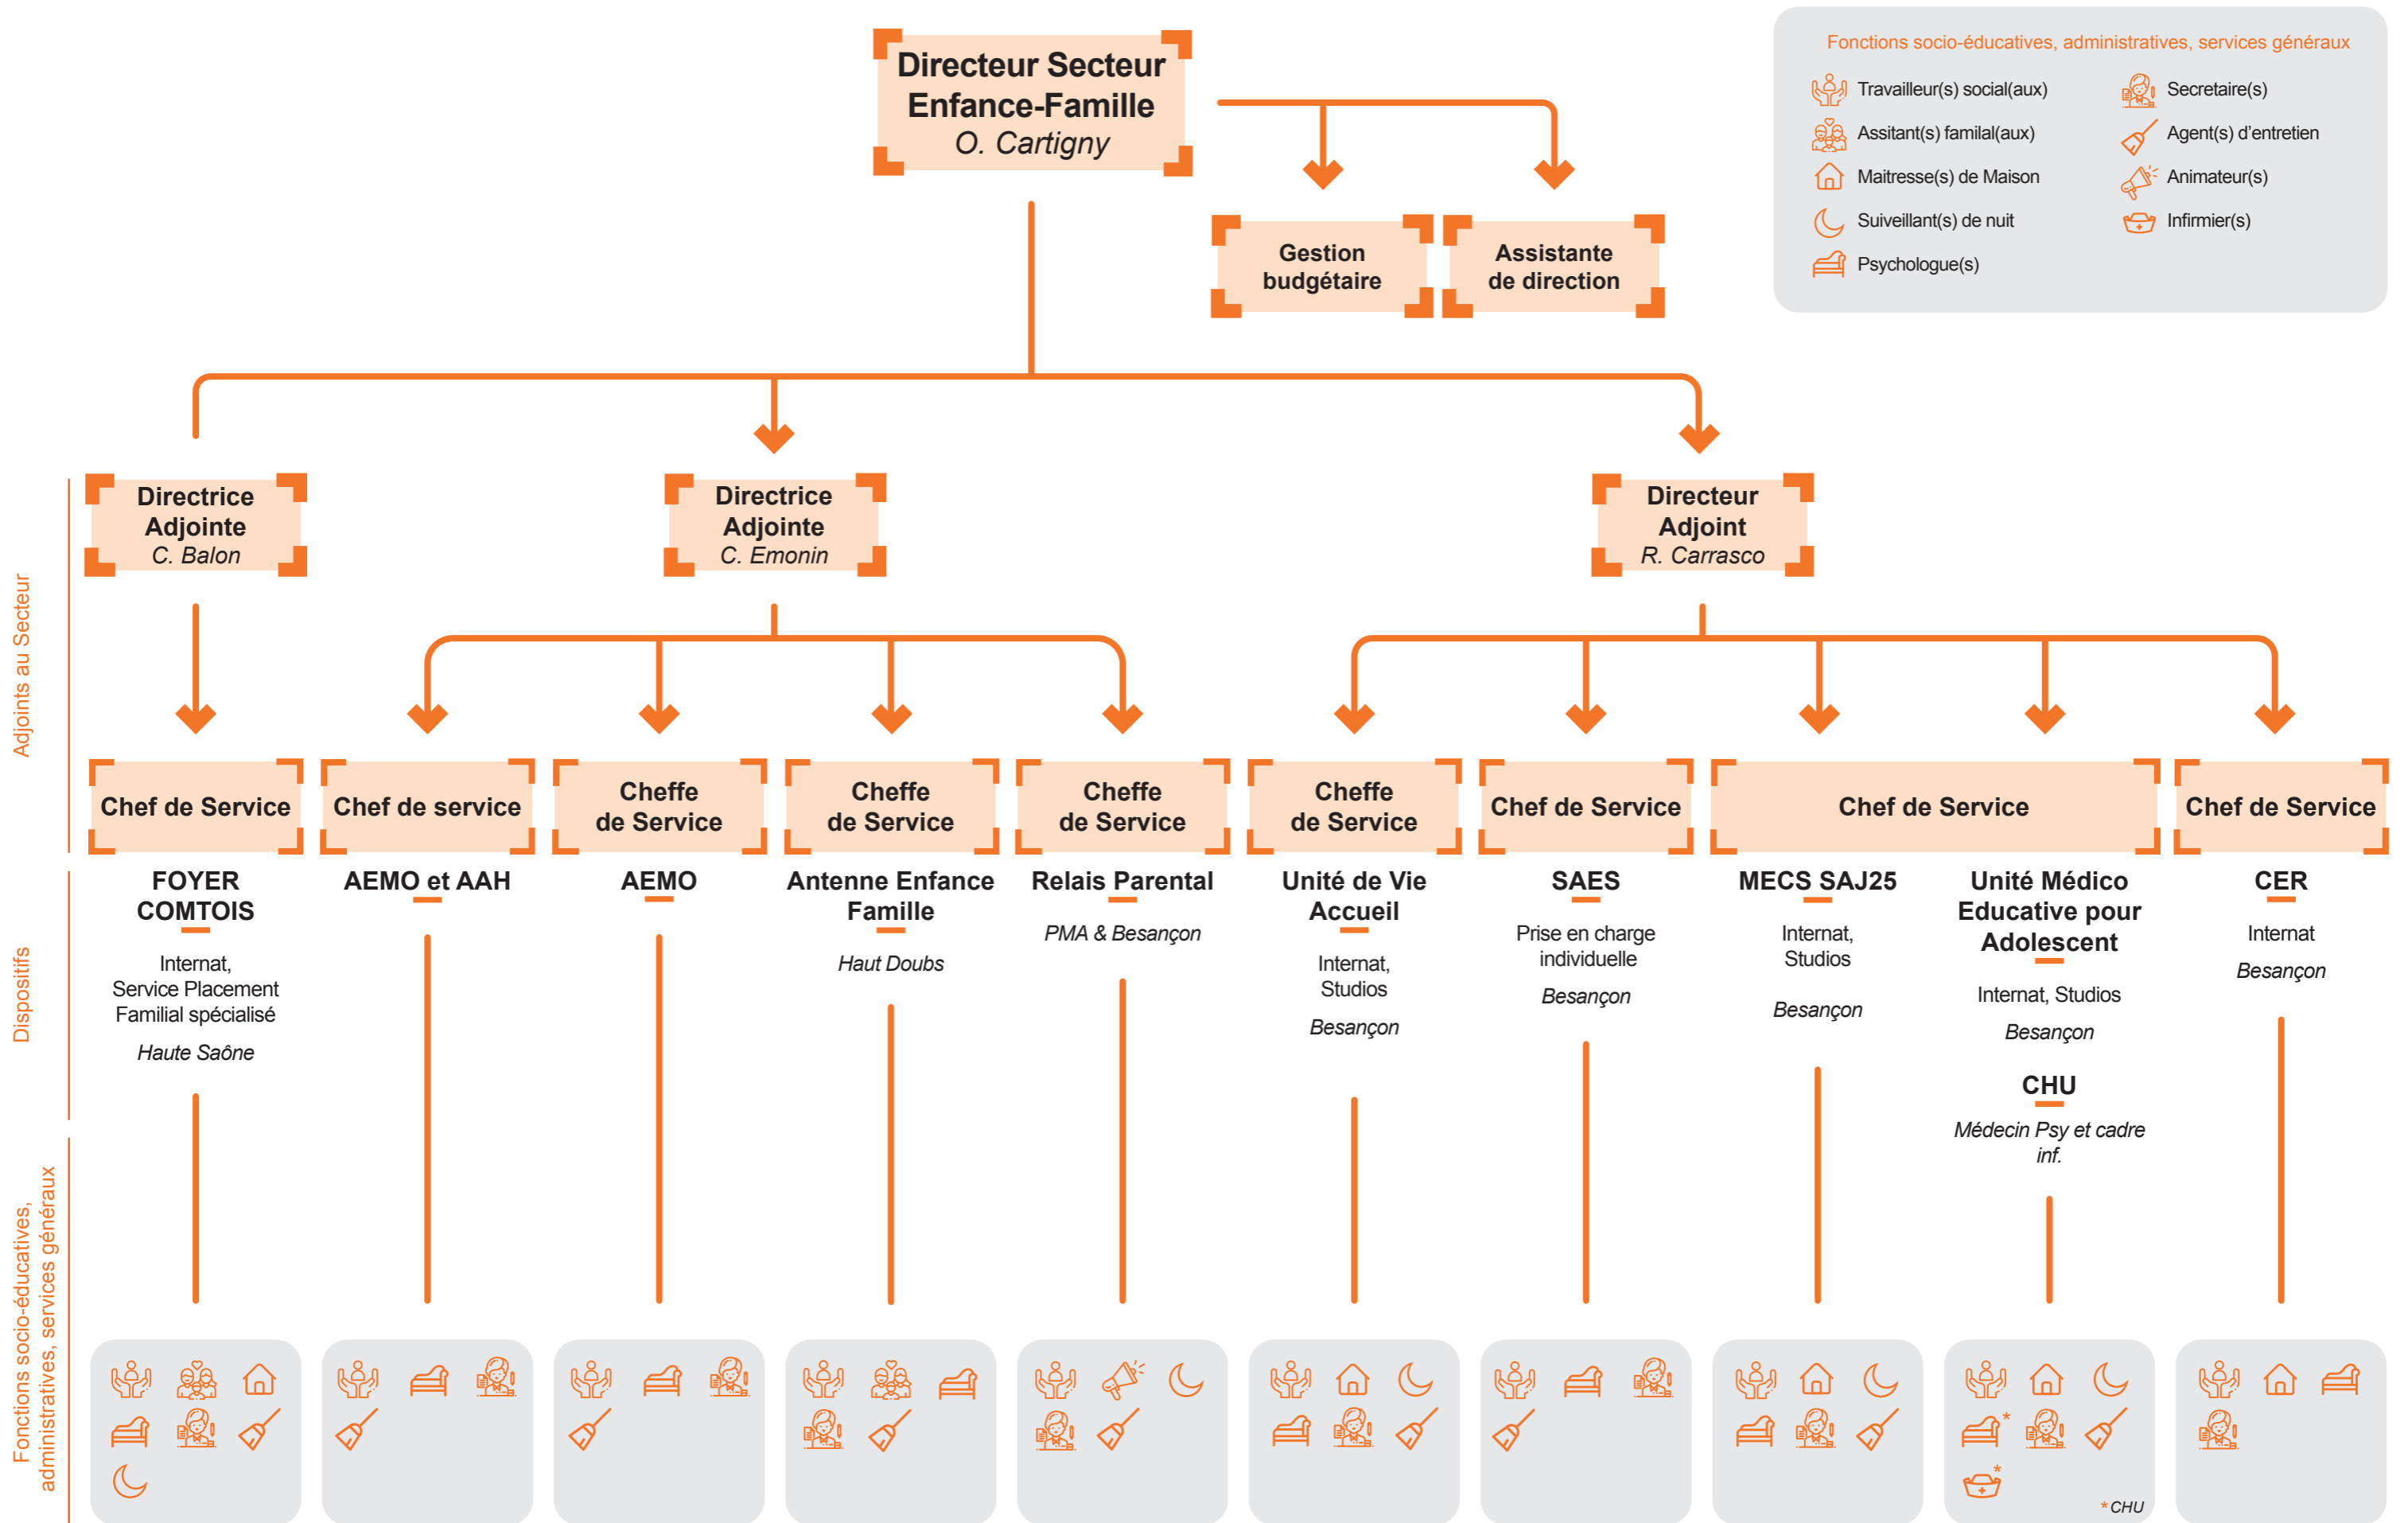 Directeur Secteur
Enfance-Famille
O. Cartigny
Gestion
budgétaire
Assistante
de direction
Fonctions socio-éducatives, administratives, services généraux
Travailleur(s) social(aux)
Assitant(s) familal(aux)
Maitresse(s) de Maison
Suiveillant(s) de nuit
Psychologue(s)
Secretaire(s)
Agent(s) d'entretien
Animateur(s)
Infirmier(s)
Adjoints au Secteur
Directrice
Adjointe
C. Balon
Directrice
Adjointe
C. Emonin
Directeur
Adjoint
R. Carrasco
Chef de Service
Chef de service
Cheffe
de Service
Cheffe
de Service
Cheffe
de Service
Cheffe
de Service
Chef de Service
Chef de Service
Chef de Service
Dispositifs
FOYER
COMTOIS
Internat,
Service Placement
Familial spécialisé
Haute Saône
AEMO et AAH
AEMO
Antenne Enfance
Famille
Haut Doubs
Relais Parental
PMA & Besançon
Unité de Vie
Accueil
Internat,
Studios
Besançon
SAES
Prise en charge
individuelle
Besançon
MECS SAJ25
Internat,
Studios
Besançon
Unité Médico
Educative pour
Adolescent
Internat, Studios
Besançon
CHU
Médecin Psy et cadre
inf.
CER
Internat
Besançon
Fonctions socio-éducatives,
administratives, services généraux
*
*
* CHU